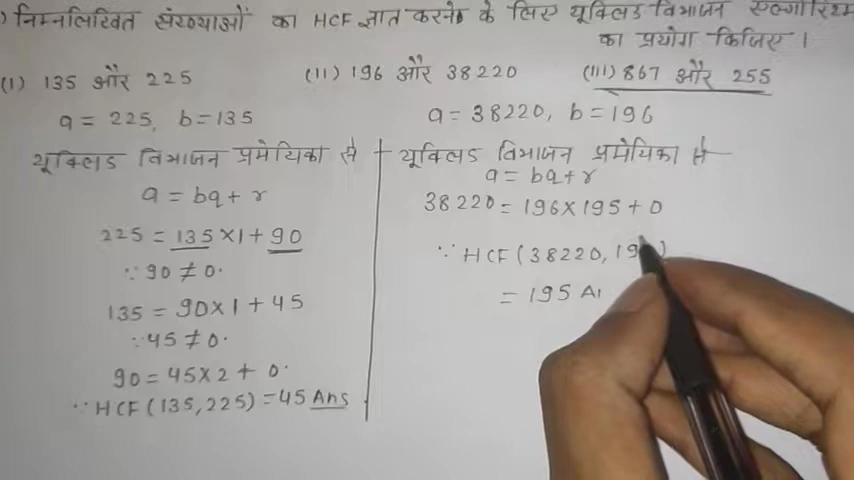 ) निम्नलिखित संख्याओं का HCF ज्ञात करने के लिए यूक्लिड विभाजन एल्गोरिथ्म
का प्रयोग किजिए ।
(I) 135 और 225 (II) 196 और 38220 (III) 867 और 255
a = 225, b = 135
यूक्लिड विभाजन प्रमेयिका से
a = bq + r
225 = 135 × 1 + 90
∵ 90 ≠ 0.
135 = 90 × 1 + 45
∵ 45 ≠ 0.
90 = 45 × 2 + 0.
∵ HCF (135, 225) = 45 Ans
a = 38220, b = 196
यूक्लिड विभाजन प्रमेयिका से
a = bq + r
38220 = 196 × 195 + 0
∵ HCF (38220, 19 )
= 195 A